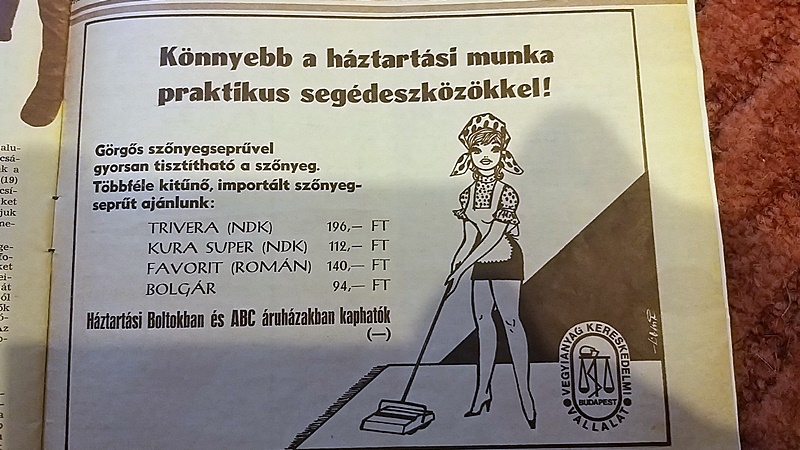 Könnyebb a háztartási munka
praktikus segédeszközökkel!
Görgős szőnyegseprűvel
gyorsan tisztítható a szőnyeg.
Többféle kitűnő, importált szőnyeg-
seprűt ajánlunk:
TRIVERA (NDK) 196,— FT
KURA SUPER (NDK) 112,— FT
FAVORIT (ROMÁN) 140,— FT
BOLGÁR 94,— FT
Háztartási Boltokban és ABC áruházakban kaphatók
(—)
VEGYIANYAG KERESKEDELMI
BUDAPEST
VÁLLALAT